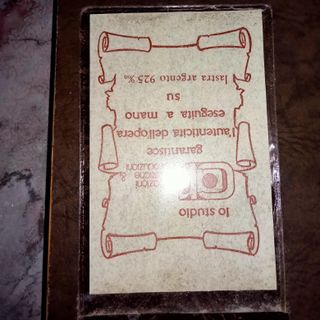 lo studio
garantisce
l'autenticità dell'opera
eseguita a mano
su
lastra argento 925‰